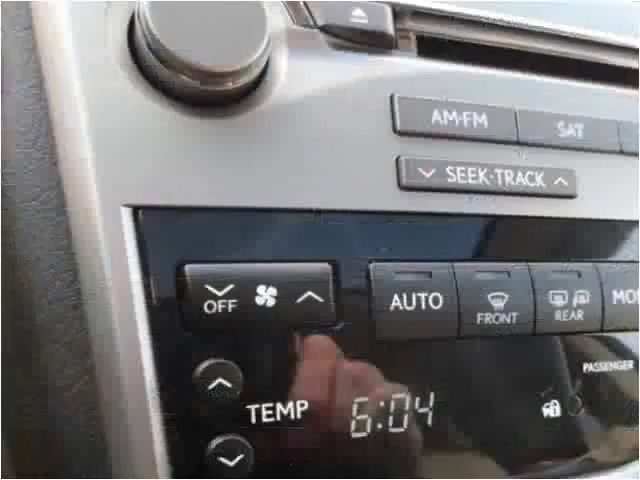 AM·FM SAT
SEEK·TRACK
OFF AUTO FRONT REAR
PASSENGER
TEMP 6:04